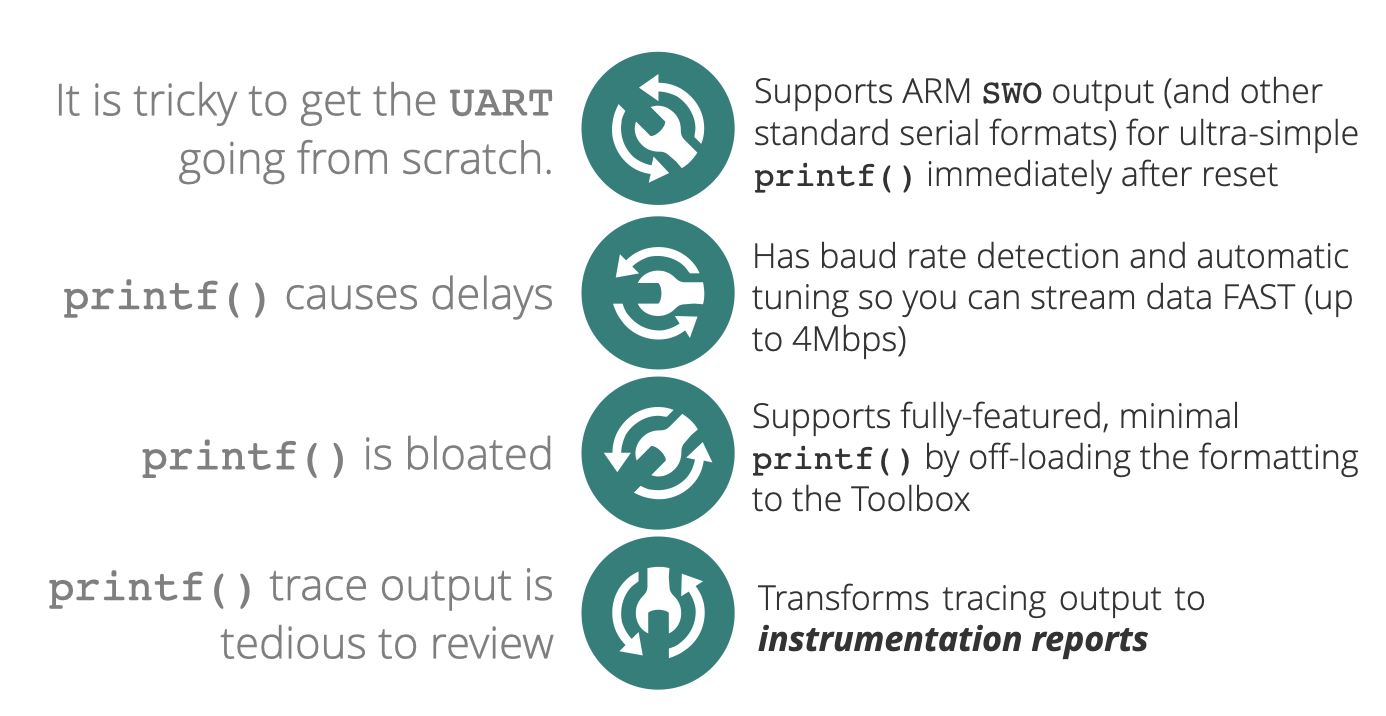 It is tricky to get the UART
going from scratch.
Supports ARM SWO output (and other
standard serial formats) for ultra-simple
printf() immediately after reset
printf() causes delays
Has baud rate detection and automatic
tuning so you can stream data FAST (up
to 4Mbps)
printf() is bloated
Supports fully-featured, minimal
printf() by off-loading the formatting
to the Toolbox
printf() trace output is
tedious to review
Transforms tracing output to
instrumentation reports